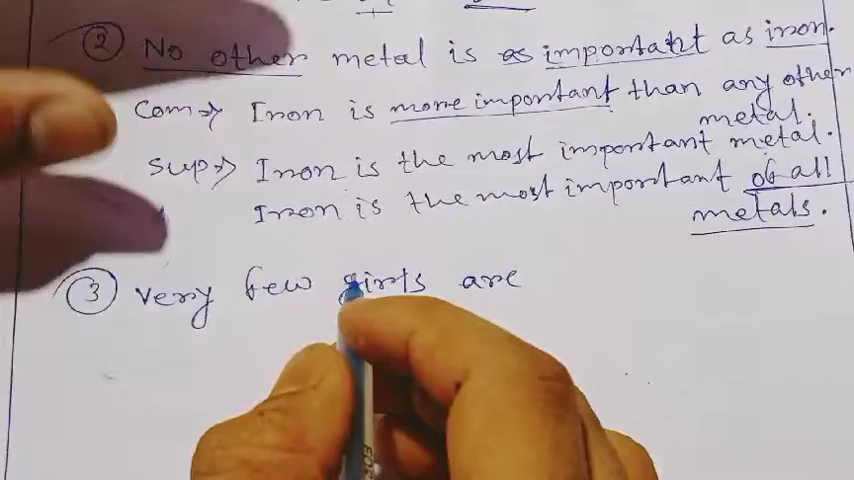 ② No other metal is as important as iron.
Com→ Iron is more important than any other
metal.
Sup→ Iron is the most important metal.
Iron is the most important of all
metals.
③ very few girls are